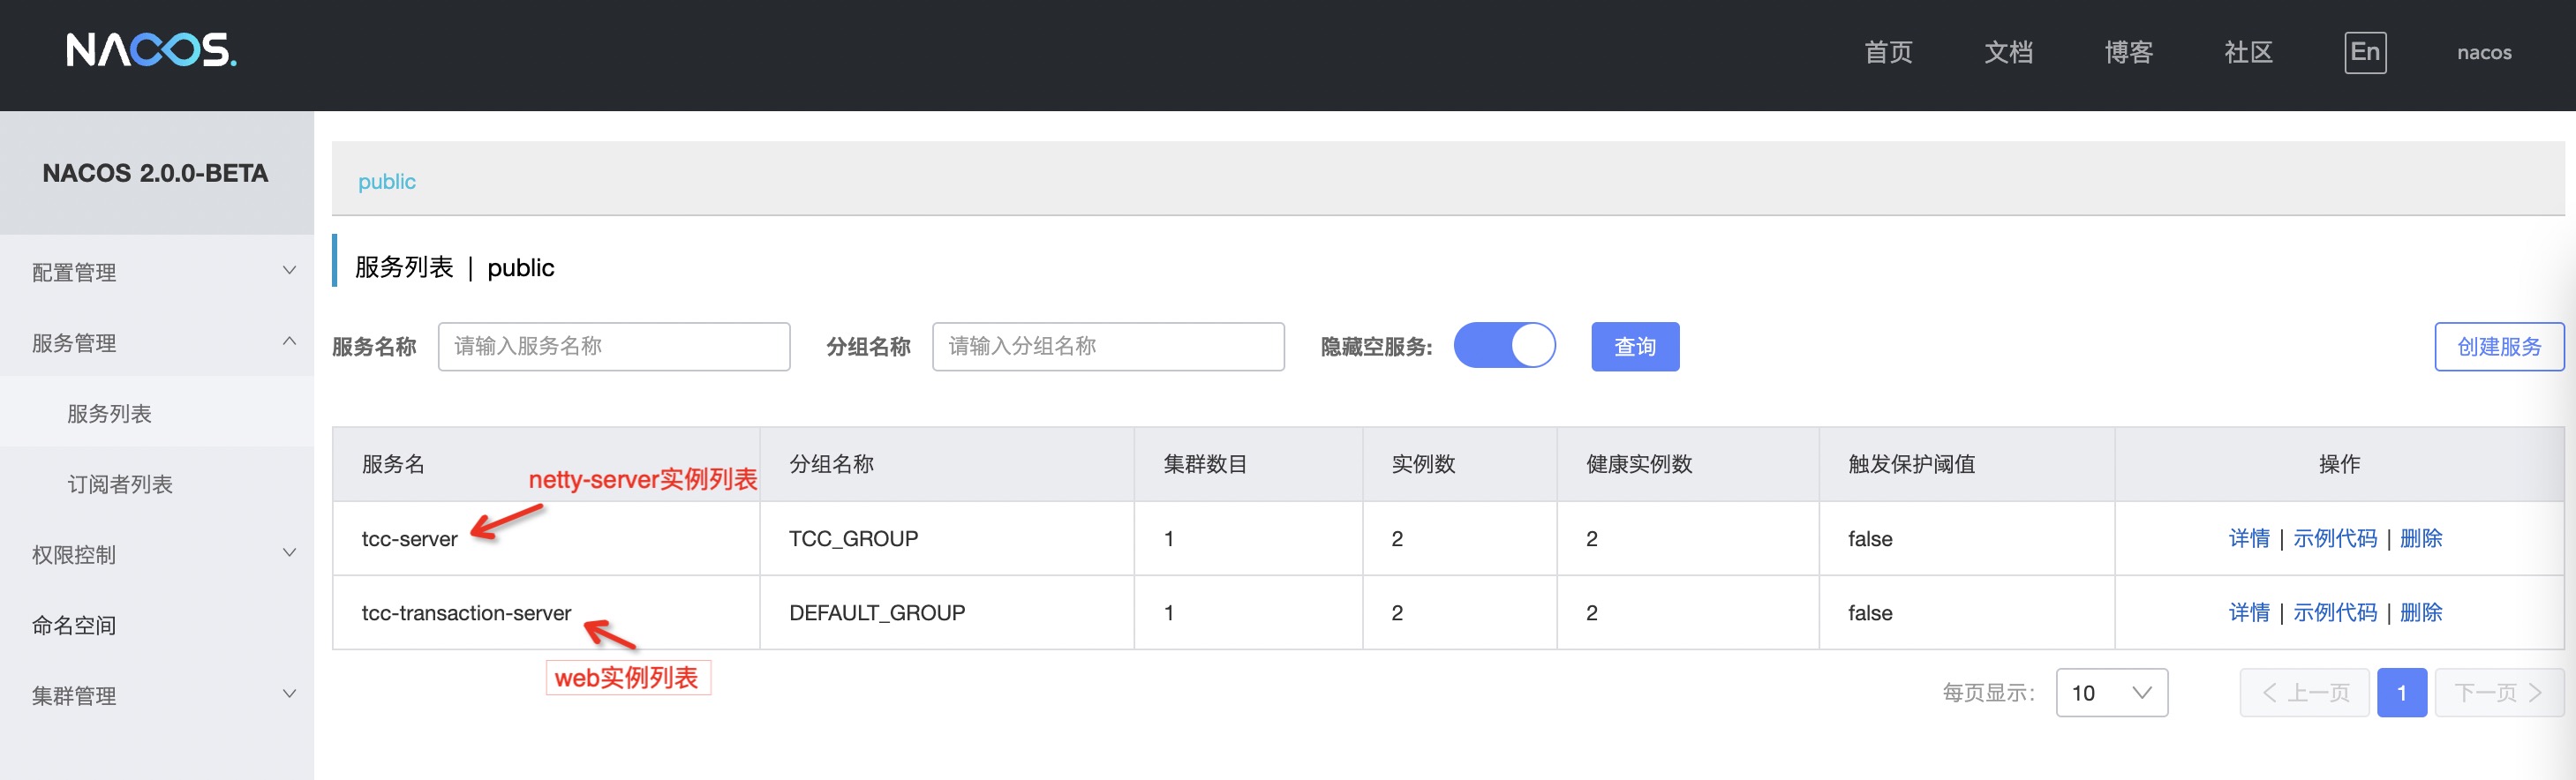 NACOS.
首页 文档 博客 社区 En nacos
NACOS 2.0.0-BETA
配置管理
服务管理
服务列表
订阅者列表
权限控制
命名空间
集群管理
public
服务列表 | public
服务名称 请输入服务名称 分组名称 请输入分组名称 隐藏空服务: 查询 创建服务
服务名 分组名称 集群数目 实例数 健康实例数 触发保护阈值 操作
netty-server实例列表
tcc-server TCC_GROUP 1 2 2 false 详情 | 示例代码 | 删除
tcc-transaction-server DEFAULT_GROUP 1 2 2 false 详情 | 示例代码 | 删除
web实例列表
每页显示: 10 上一页 1 下一页